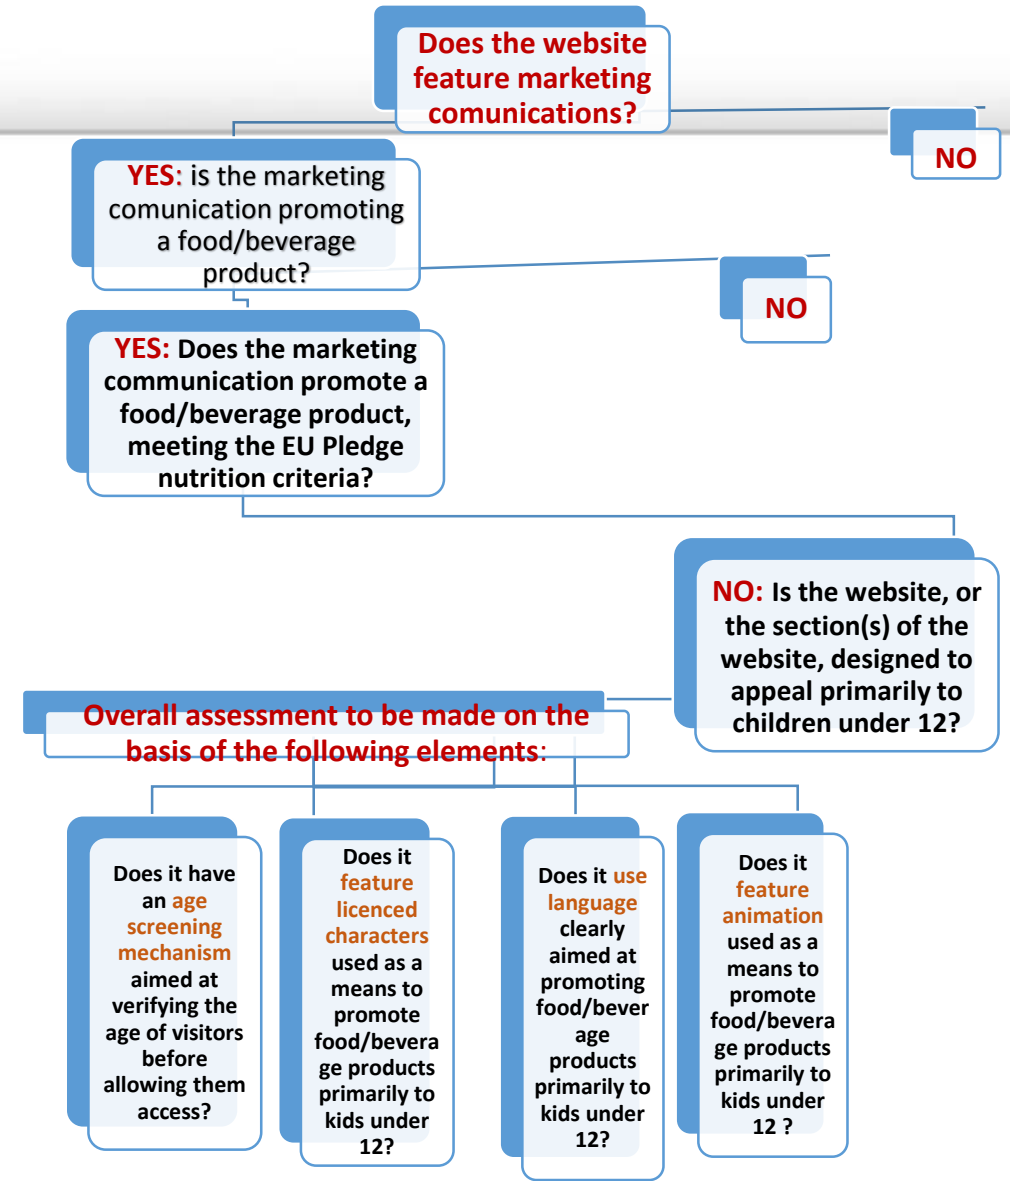 Does the website
feature marketing
comunications?
NO
YES: is the marketing
comunication promoting
a food/beverage
product?
NO
YES: Does the marketing
communication promote a
food/beverage product,
meeting the EU Pledge
nutrition criteria?
NO: Is the website, or
the section(s) of the
website, designed to
appeal primarily to
children under 12?
Overall assessment to be made on the
basis of the following elements:
Does it have
an age
screening
mechanism
aimed at
verifying the
age of visitors
before
allowing them
access?
Does it
feature
licenced
characters
used as a
means to
promote
food/bevera
ge products
primarily to
kids under
12?
Does it use
language
clearly
aimed at
promoting
food/bever
age
products
primarily to
kids under
12?
Does it
feature
animation
used as a
means to
promote
food/bevera
ge products
primarily to
kids under
12 ?